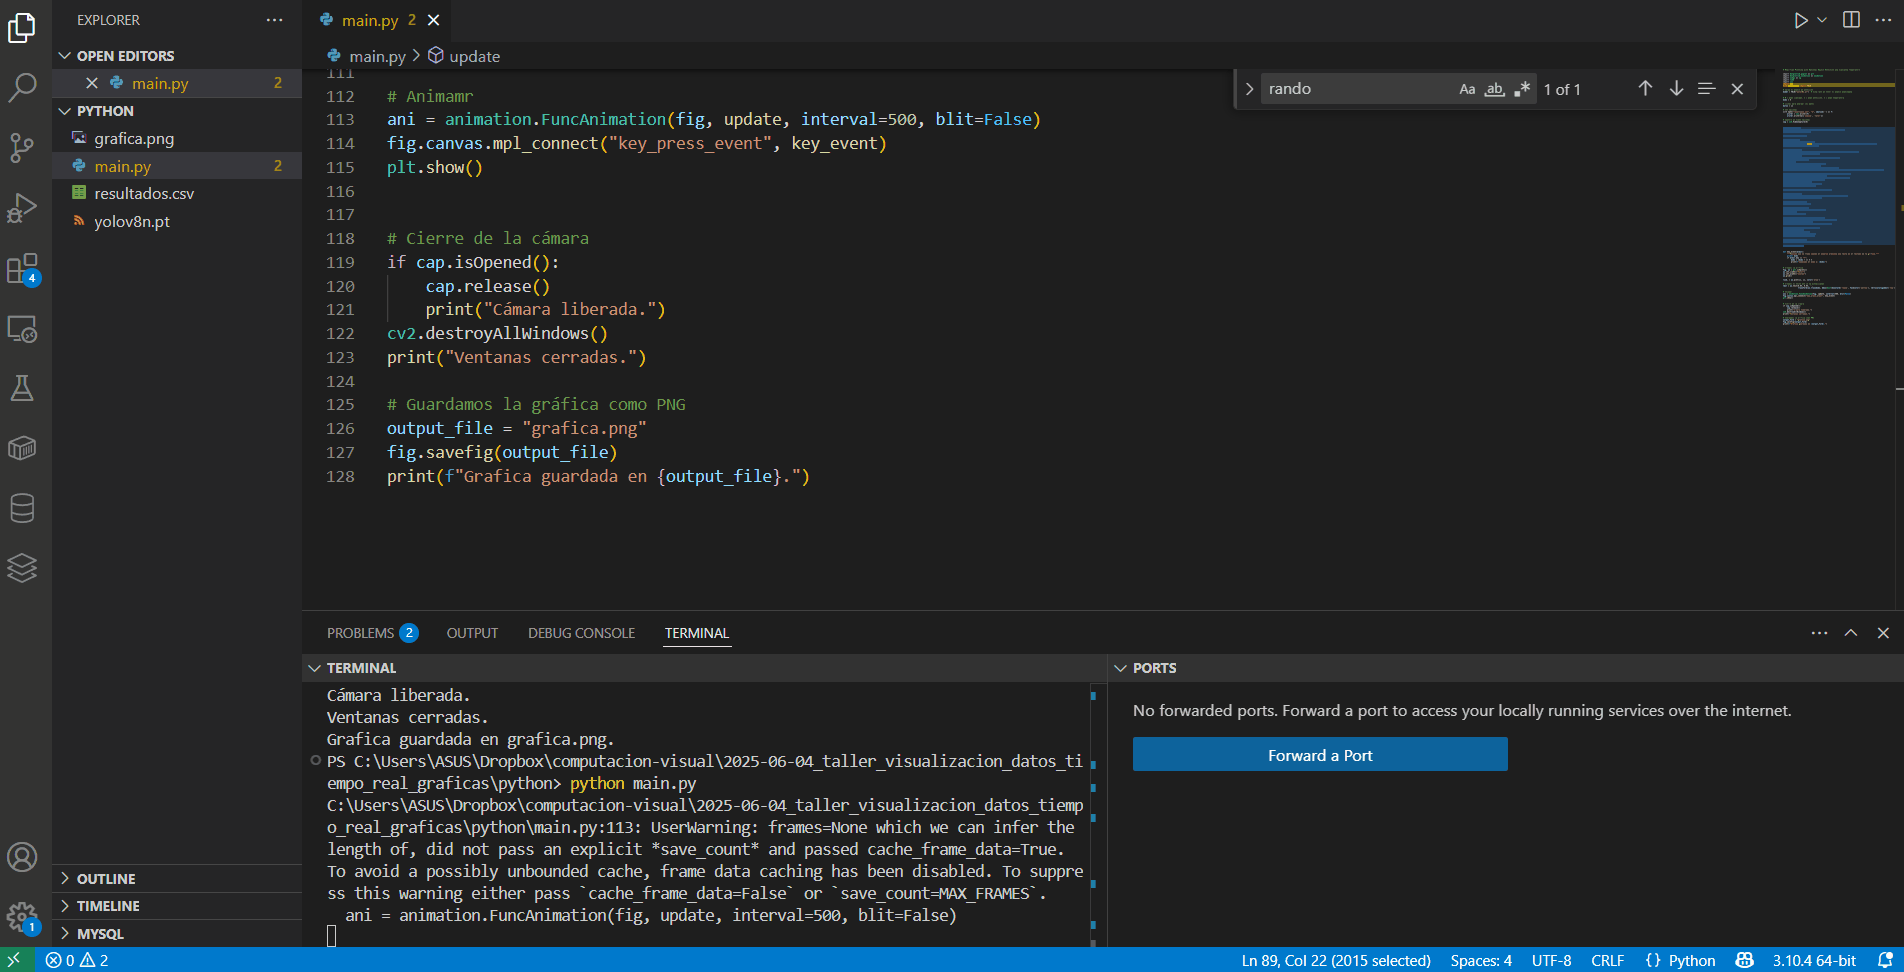 EXPLORER
OPEN EDITORS
main.py 2
PYTHON
grafica.png
main.py 2
resultados.csv
yolov8n.pt
4
1
OUTLINE
TIMELINE
MYSQL
main.py 2
main.py > update
rando
Aa ab 1 of 1
111
112 # Animamr
113 ani = animation.FuncAnimation(fig, update, interval=500, blit=False)
114 fig.canvas.mpl_connect("key_press_event", key_event)
115 plt.show()
116
117
118 # Cierre de la cámara
119 if cap.isOpened():
120 cap.release()
121 print("Cámara liberada.")
122 cv2.destroyAllWindows()
123 print("Ventanas cerradas.")
124
125 # Guardamos la gráfica como PNG
126 output_file = "grafica.png"
127 fig.savefig(output_file)
128 print(f"Grafica guardada en {output_file}.")
PROBLEMS 2 OUTPUT DEBUG CONSOLE TERMINAL
TERMINAL
Cámara liberada.
Ventanas cerradas.
Grafica guardada en grafica.png.
PS C:\Users\ASUS\Dropbox\computacion-visual\2025-06-04_taller_visualizacion_datos_ti
empo_real_graficas\python> python main.py
C:\Users\ASUS\Dropbox\computacion-visual\2025-06-04_taller_visualizacion_datos_tiemp
o_real_graficas\python\main.py:113: UserWarning: frames=None which we can infer the
length of, did not pass an explicit *save_count* and passed cache_frame_data=True.
To avoid a possibly unbounded cache, frame data caching has been disabled. To suppre
ss this warning either pass `cache_frame_data=False` or `save_count=MAX_FRAMES`.
ani = animation.FuncAnimation(fig, update, interval=500, blit=False)
PORTS
No forwarded ports. Forward a port to access your locally running services over the internet.
Forward a Port
0 2
Ln 89, Col 22 (2015 selected) Spaces: 4 UTF-8 CRLF {} Python 3.10.4 64-bit